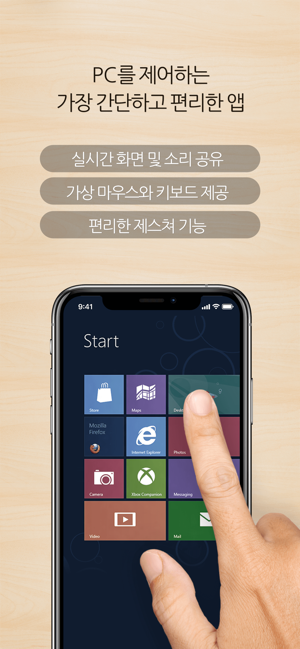 PC를 제어하는
가장 간단하고 편리한 앱
실시간 화면 및 소리 공유
가상 마우스와 키보드 제공
편리한 제스쳐 기능
9:41
Start
Store
Maps
Mozilla
Firefox
Internet Explorer
Photos
Camera
Xbox Companion
Messaging
Video
Mail